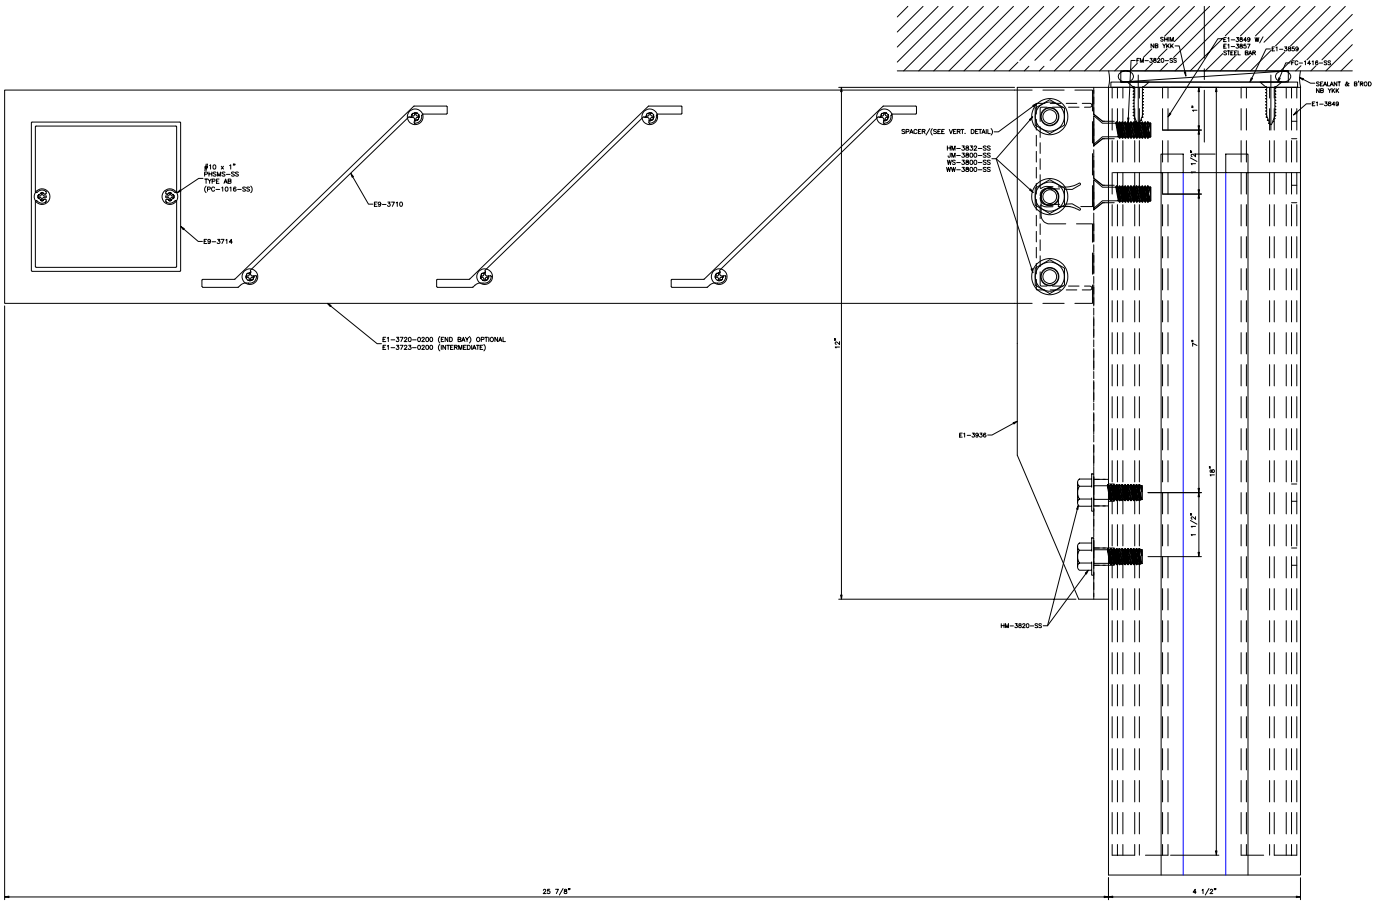 SHIM,
NB YKK
E1-3849 W/
E1-3857
STEEL BAR
E1-3859
FM-3820-SS
FC-1416-SS
SEALANT & B'ROD
NB YKK
E1-3849
SPACER/(SEE VERT. DETAIL)
HM-3832-SS
JM-3800-SS
WS-3800-SS
WW-3800-SS
1"
1 1/2"
#10 x 1"
PHSMS-SS
TYPE AB
(PC-1016-SS)
E9-3710
E9-3714
E1-3720-0200 (END BAY) OPTIONAL
E1-3723-0200 (INTERMEDIATE)
12"
7"
E1-3936
18"
1 1/2"
HM-3820-SS
25 7/8"
4 1/2"